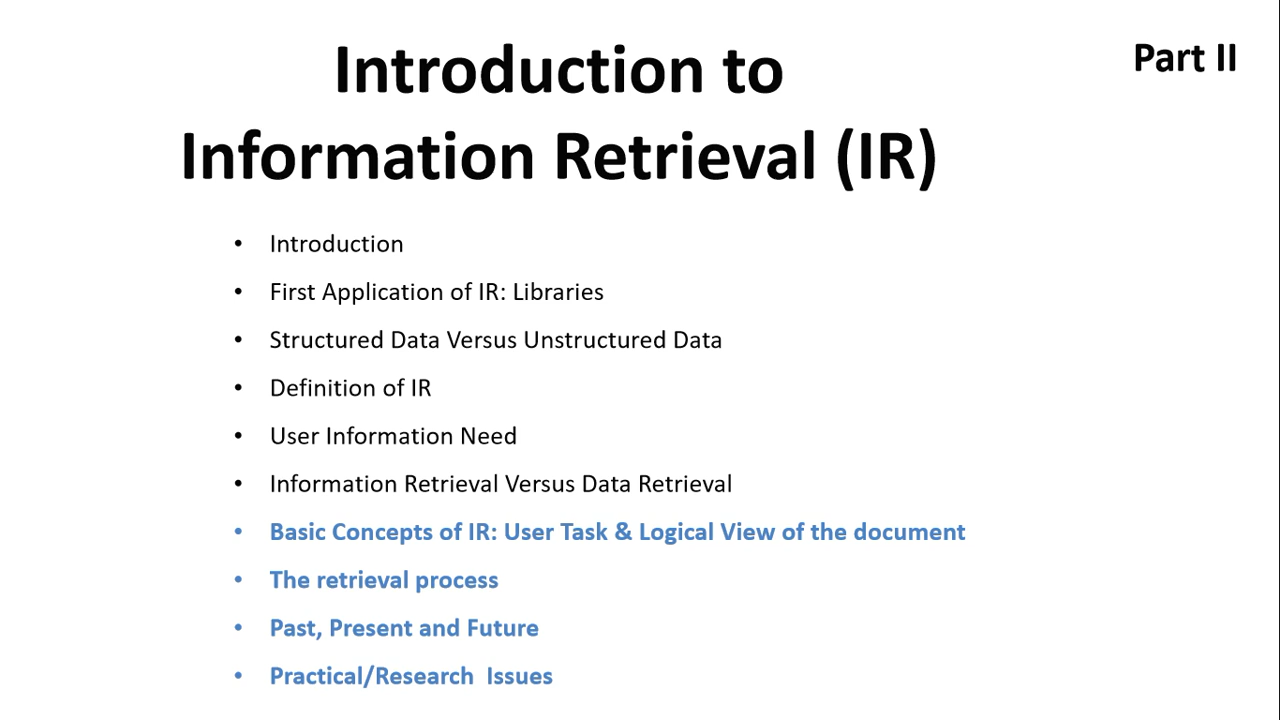 Introduction to
Information Retrieval (IR)
Part II
• Introduction
• First Application of IR: Libraries
• Structured Data Versus Unstructured Data
• Definition of IR
• User Information Need
• Information Retrieval Versus Data Retrieval
• Basic Concepts of IR: User Task & Logical View of the document
• The retrieval process
• Past, Present and Future
• Practical/Research  Issues